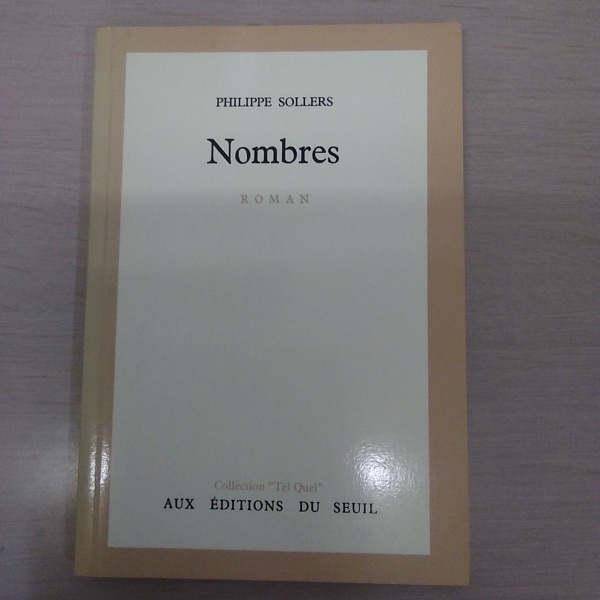 PHILIPPE SOLLERS
Nombres
ROMAN
Collection "Tel Quel"
AUX ÉDITIONS DU SEUIL